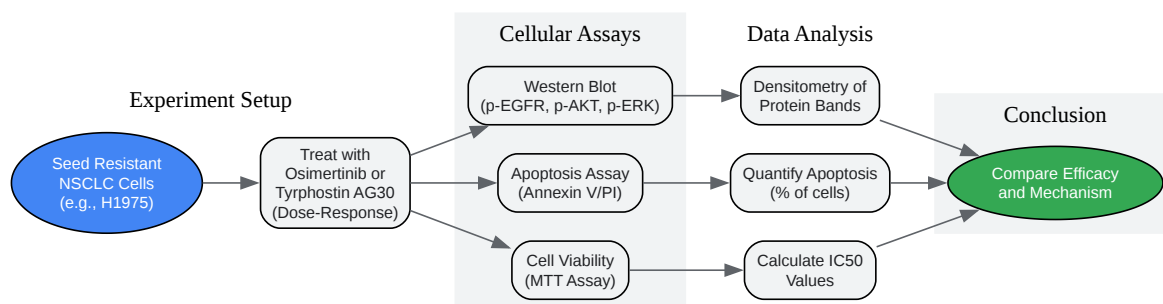 Experiment Setup
Seed Resistant
NSCLC Cells
(e.g., H1975)
Treat with
Osimertinib or
Tyrphostin AG30
(Dose-Response)
Cellular Assays
Western Blot
(p-EGFR, p-AKT, p-ERK)
Apoptosis Assay
(Annexin V/PI)
Cell Viability
(MTT Assay)
Data Analysis
Densitometry of
Protein Bands
Quantify Apoptosis
(% of cells)
Calculate IC50
Values
Conclusion
Compare Efficacy
and Mechanism